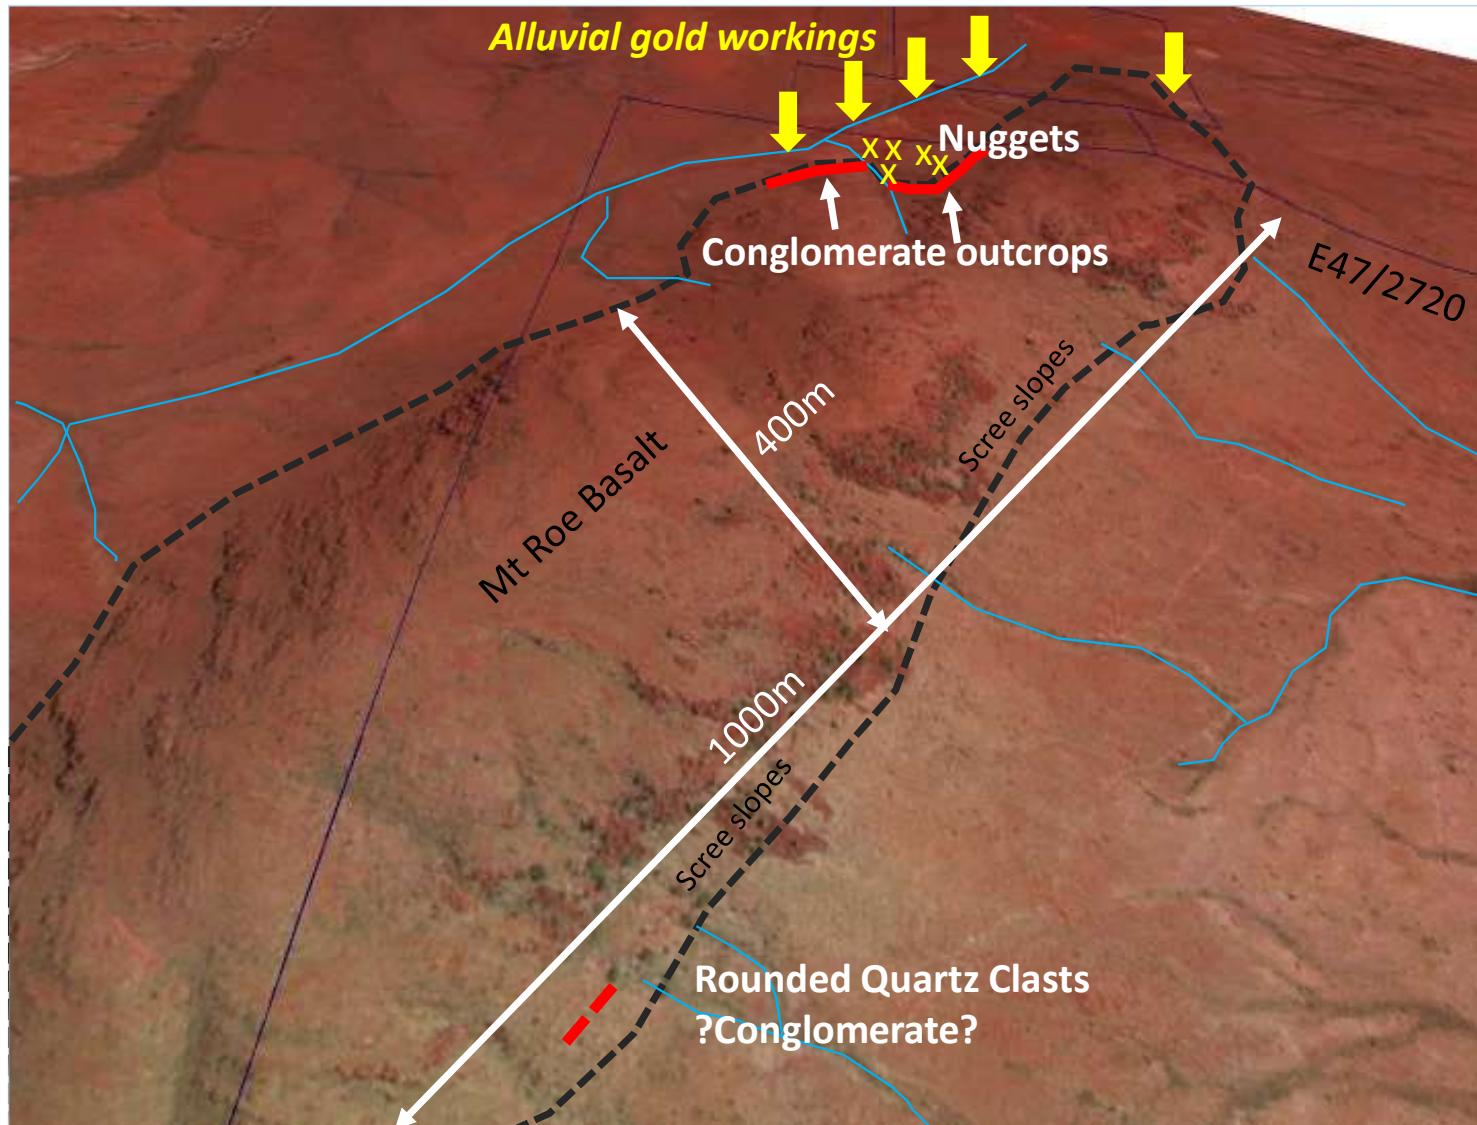 Alluvial gold workings
x x x x x
Nuggets
Conglomerate outcrops
E47/2720
Scree slopes
400m
Mt Roe Basalt
1000m
Scree slopes
Rounded Quartz Clasts
?Conglomerate?